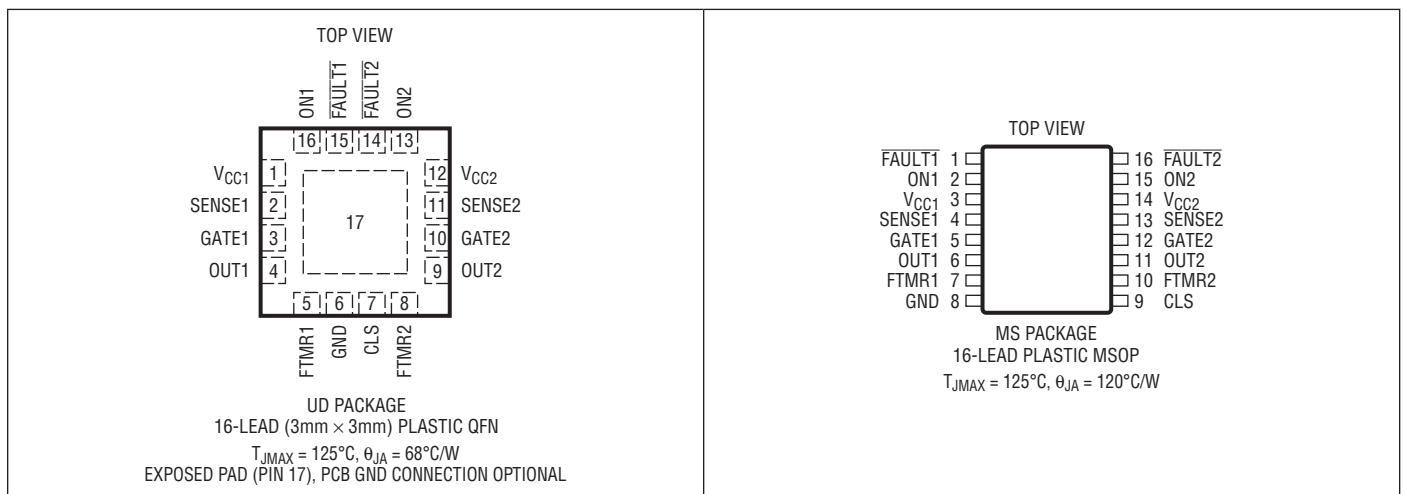 TOP VIEW
ON1
FAULT1
FAULT2
ON2
16 15 14 13
VCC1 1
SENSE1 2
GATE1 3
OUT1 4
17
12 VCC2
11 SENSE2
10 GATE2
9 OUT2
5 6 7 8
FTMR1
GND
CLS
FTMR2
UD PACKAGE
16-LEAD (3mm × 3mm) PLASTIC QFN
TJMAX = 125°C, θJA = 68°C/W
EXPOSED PAD (PIN 17), PCB GND CONNECTION OPTIONAL
TOP VIEW
FAULT1 1
ON1 2
VCC1 3
SENSE1 4
GATE1 5
OUT1 6
FTMR1 7
GND 8
16 FAULT2
15 ON2
14 VCC2
13 SENSE2
12 GATE2
11 OUT2
10 FTMR2
9 CLS
MS PACKAGE
16-LEAD PLASTIC MSOP
TJMAX = 125°C, θJA = 120°C/W